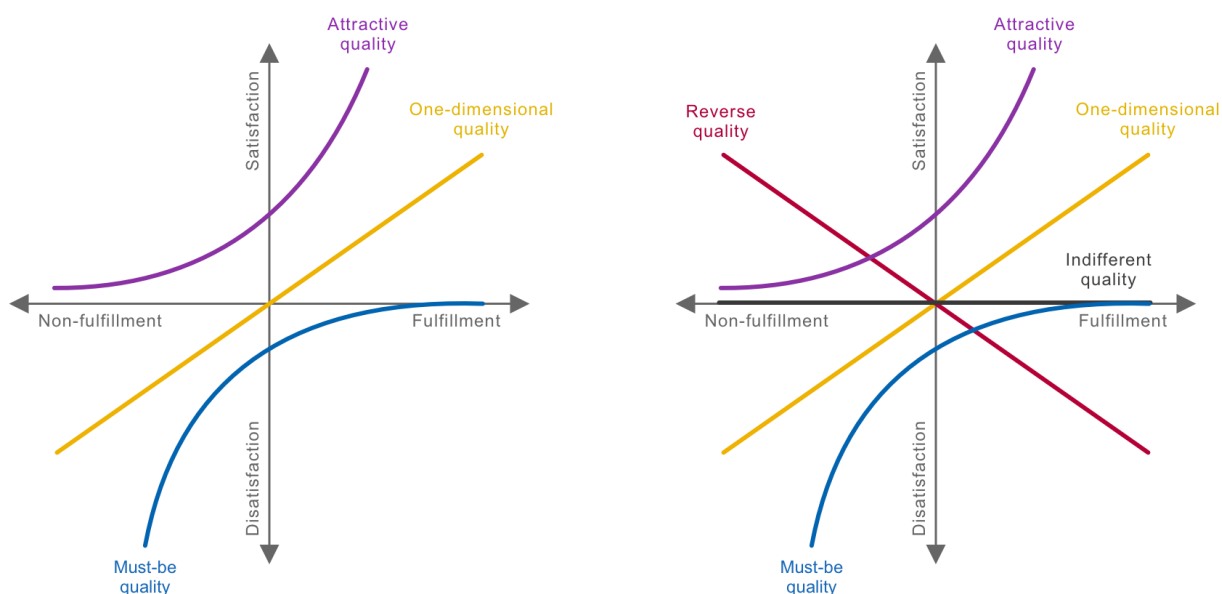 Attractive
quality
One-dimensional
quality
Satisfaction
Non-fulfillment
Fulfillment
Disatisfaction
Must-be
quality
Attractive
quality
Reverse
quality
One-dimensional
quality
Satisfaction
Indifferent
quality
Non-fulfillment
Fulfillment
Disatisfaction
Must-be
quality